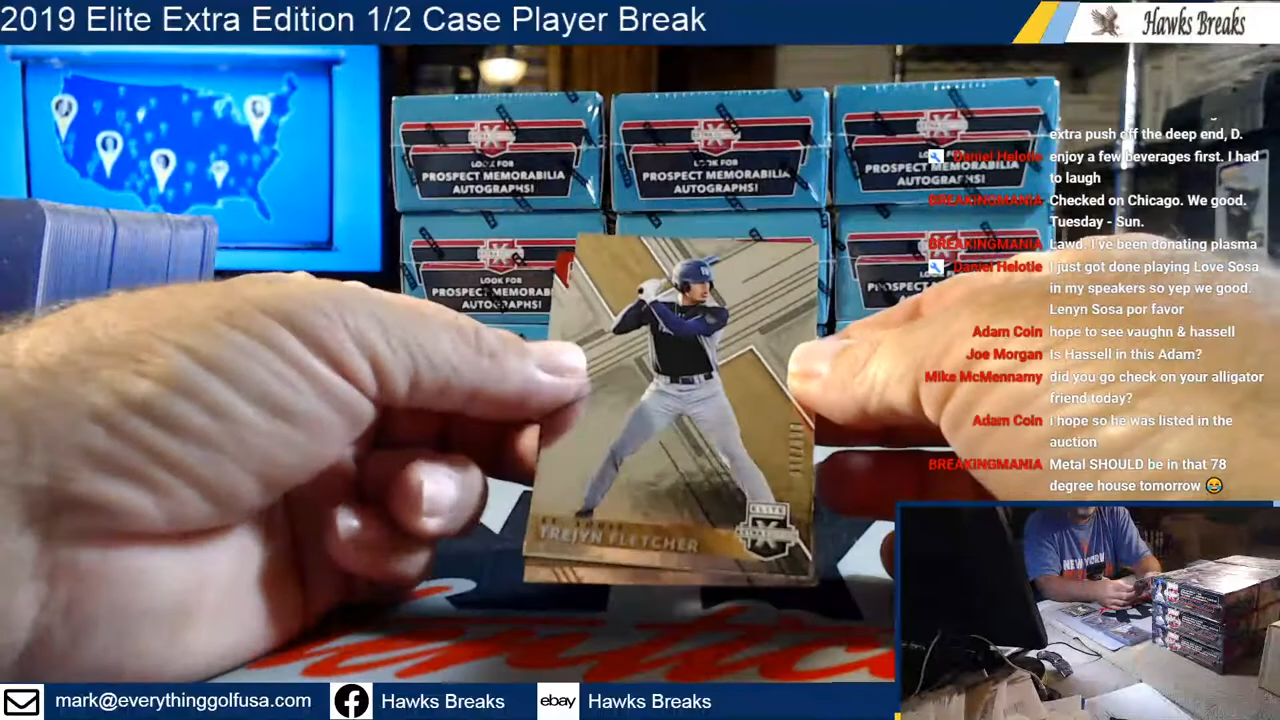 2019 Elite Extra Edition 1/2 Case Player Break
Hawks Breaks
LOOK FOR
PROSPECT MEMORABILIA
AUTOGRAPHS!
LOOK FOR
PROSPECT MEMORABILIA
AUTOGRAPHS!
LOOK FOR
PROSPECT MEMORABILIA
AUTOGRAPHS!
LOOK FOR
PROSPECT MEMORABI
AUTOGRAPHS!
extra push off the deep end, D.
Daniel Helotie enjoy a few beverages first. I had
to laugh
BREAKINGMANIA Checked on Chicago. We good.
Tuesday - Sun.
BREAKINGMANIA Lawd. I've been donating plasma
Daniel Helotie I just got done playing Love Sosa
in my speakers so yep we good.
Lenyn Sosa por favor
Adam Coin hope to see vaughn & hassell
Joe Morgan Is Hassell in this Adam?
Mike McMennamy did you go check on your alligator
friend today?
Adam Coin i hope so he was listed in the
auction
BREAKINGMANIA Metal SHOULD be in that 78
degree house tomorrow 😂
TREJYN FLETCHER
ELITE
X
NEW YORK
mark@everythinggolfusa.com
Hawks Breaks
ebay
Hawks Breaks